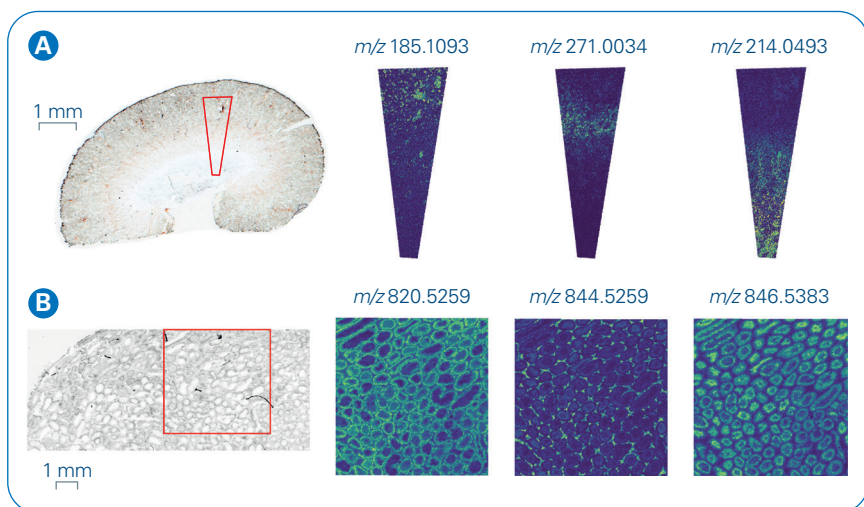 A
m/z 185.1093
m/z 271.0034
m/z 214.0493
1 mm
B
m/z 820.5259
m/z 844.5259
m/z 846.5383
1 mm